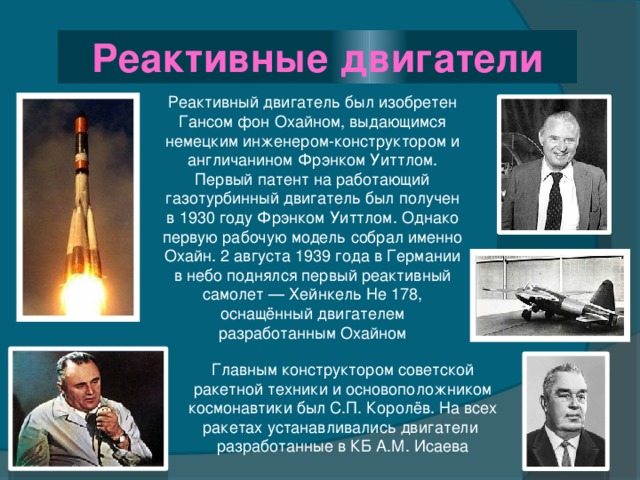 Реактивные двигатели
Реактивный двигатель был изобретен
Гансом фон Охайном, выдающимся
немецким инженером-конструктором и
англичанином Фрэнком Уиттлом.
Первый патент на работающий
газотурбинный двигатель был получен
в 1930 году Фрэнком Уиттлом. Однако
первую рабочую модель собрал именно
Охайн. 2 августа 1939 года в Германии
в небо поднялся первый реактивный
самолет — Хейнкель He 178,
оснащённый двигателем
разработанным Охайном
Главным конструктором советской
ракетной техники и основоположником
космонавтики был С.П. Королёв. На всех
ракетах устанавливались двигатели
разработанные в КБ А.М. Исаева